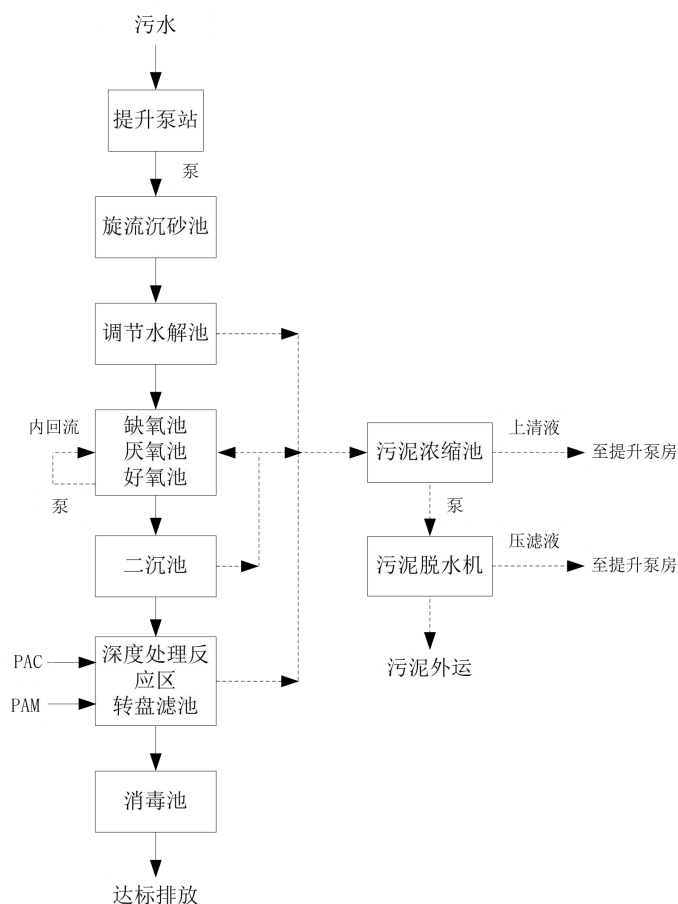 污水
提升泵站
泵
旋流沉砂池
调节水解池
内回流
泵
缺氧池
厌氧池
好氧池
二沉池
PAC
PAM
深度处理反
应区
转盘滤池
消毒池
达标排放
污泥浓缩池
上清液
至提升泵房
泵
污泥脱水机
压滤液
至提升泵房
污泥外运